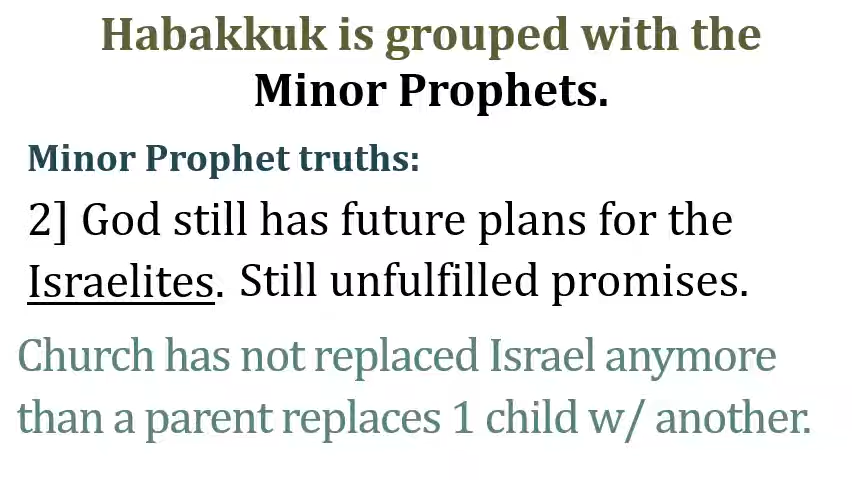 Habakkuk is grouped with the
Minor Prophets.
Minor Prophet truths:
2] God still has future plans for the
Israelites. Still unfulfilled promises.
Church has not replaced Israel anymore
than a parent replaces 1 child w/ another.